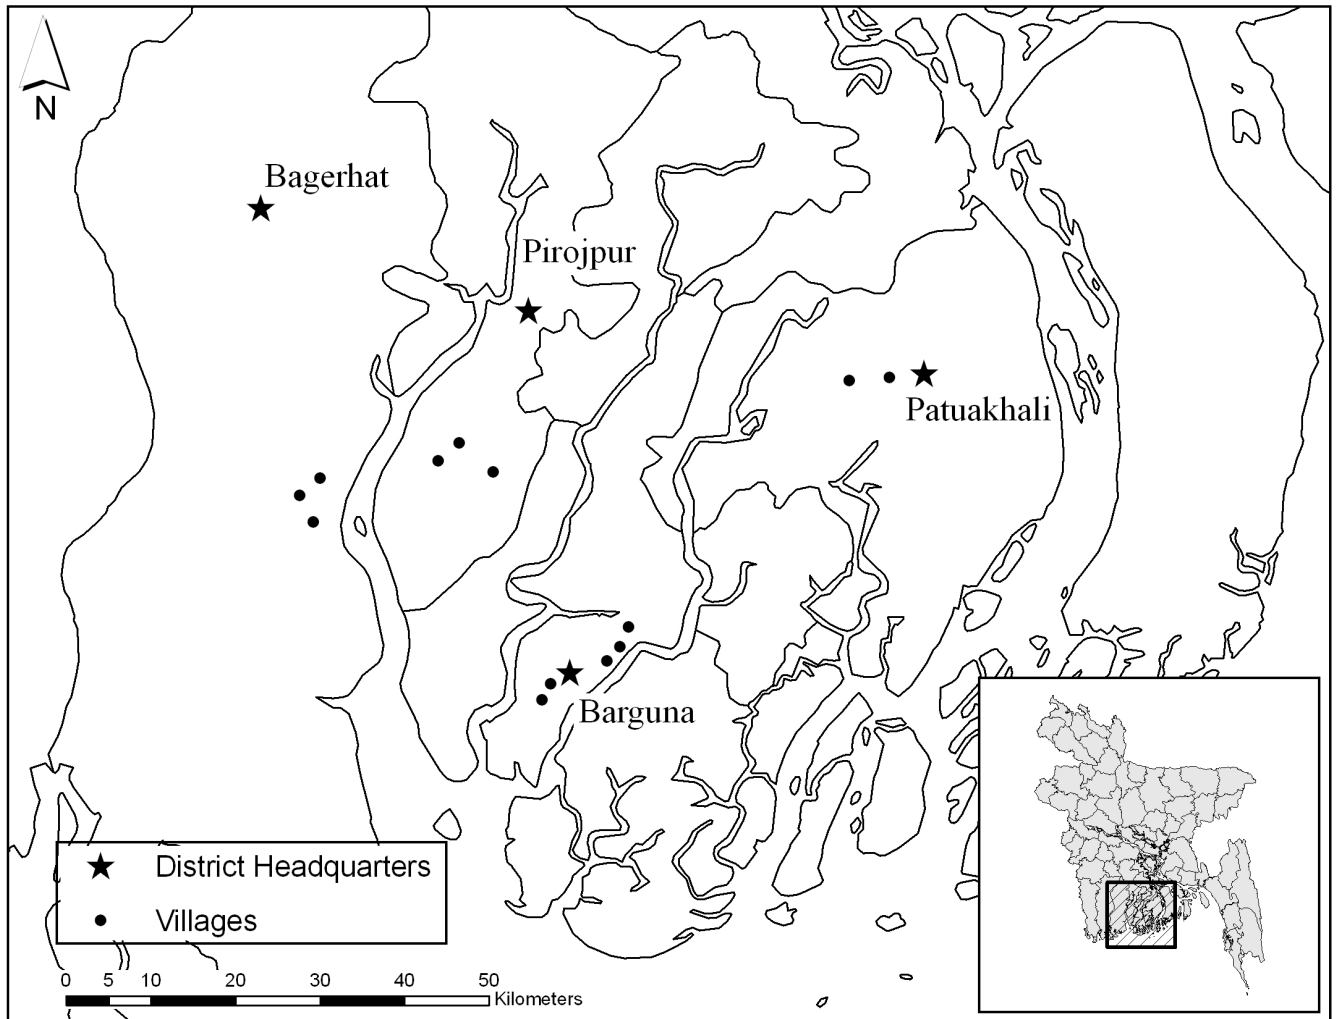 N
Bagerhat
Pirojpur
Patuakhali
Barguna
District Headquarters
Villages
0 5 10 20 30 40 50
Kilometers